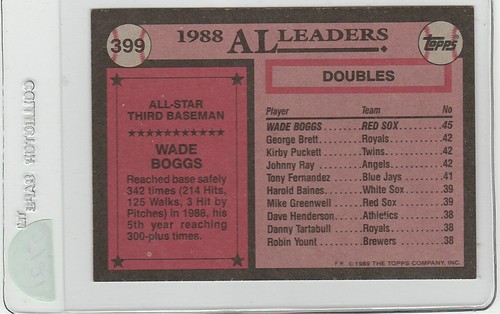 399
1988 AL LEADERS
Topps
DOUBLES
ALL-STAR
THIRD BASEMAN
WADE
BOGGS
Reached base safely
342 times (214 Hits,
125 Walks, 3 Hit by
Pitches) in 1988, his
5th year reaching
300-plus times.
Player Team No
WADE BOGGS ........ RED SOX ..... 45
George Brett ........ Royals ........ 42
Kirby Puckett ........ Twins ........ 42
Johnny Ray ........ Angels ........ 42
Tony Fernandez ..... Blue Jays ..... 41
Harold Baines ..... White Sox ..... 39
Mike Greenwell ..... Red Sox ..... 39
Dave Henderson .... Athletics ..... 38
Danny Tartabull .... Royals ........ 38
Robin Yount ........ Brewers ....... 38
© 1989 THE TOPPS COMPANY, INC.